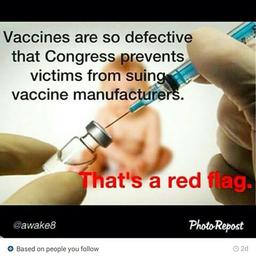 Vaccines are so defective
that Congress prevents
victims from suing
vaccine manufacturers.
That's a red flag.
@awake8 PhotoRepost
Based on people you follow 2d